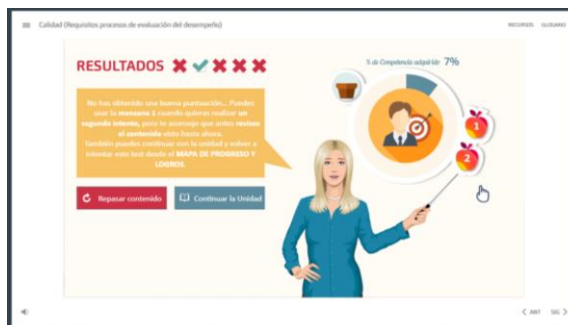 Calidad (Requisitos procesos de evaluación del desempeño)
RECURSOS GLOSARIO
RESULTADOS
% de Competencia adquirida: 7%
No has obtenido una buena puntuación... Puedes
usar la manzana 1 cuando quieras realizar un
segundo intento, pero te aconsejo que antes revises
el contenido visto hasta ahora.
También puedes continuar con la unidad y volver a
intentar este test desde el MAPA DE PROGRESO Y
LOGROS.
1
2
Repasar contenido
Continuar la Unidad
ANT SIG